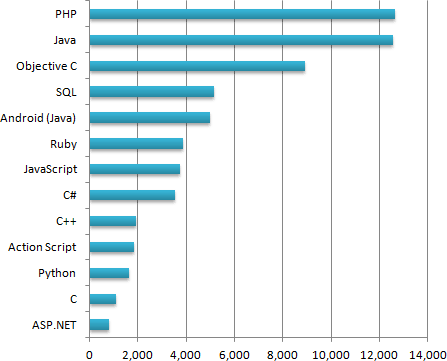 PHP
Java
Objective C
SQL
Android (Java)
Ruby
JavaScript
C#
C++
Action Script
Python
C
ASP.NET
0 2,000 4,000 6,000 8,000 10,000 12,000 14,000